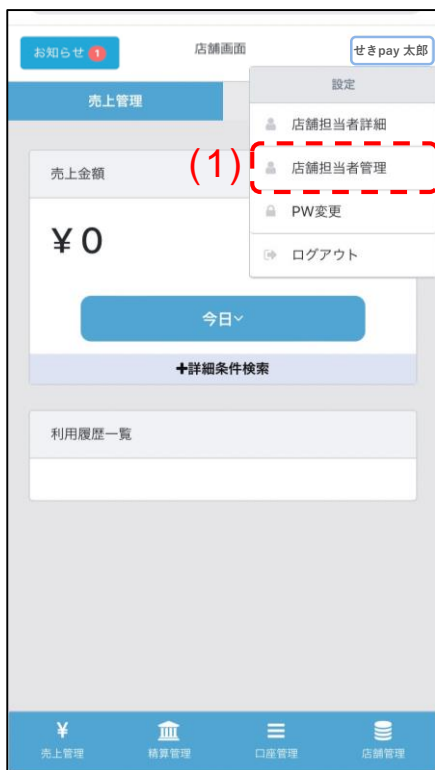 お知らせ 1
店舗画面
せきpay 太郎
設定
売上管理
店舗担当者詳細
(1)
店舗担当者管理
PW変更
ログアウト
売上金額
¥ 0
今日
+詳細条件検索
利用履歴一覧
¥
売上管理
精算管理
口座管理
店舗管理